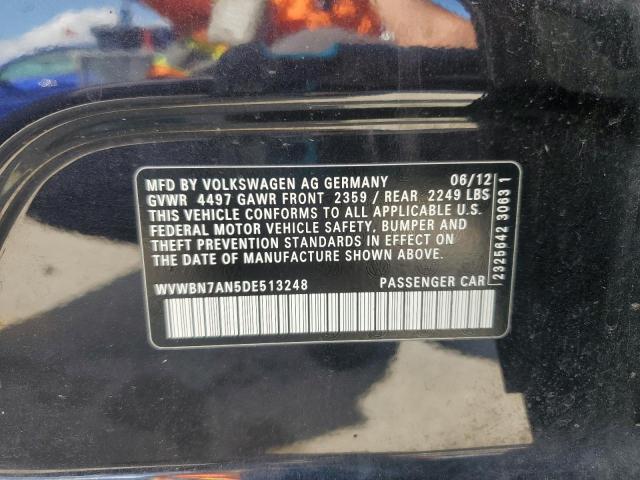 MFD BY VOLKSWAGEN AG GERMANY 06/12
GVWR 4497 GAWR FRONT 2359 / REAR 2249 LBS
THIS VEHICLE CONFORMS TO ALL APPLICABLE U.S.
FEDERAL MOTOR VEHICLE SAFETY, BUMPER AND
THEFT PREVENTION STANDARDS IN EFFECT ON
THE DATE OF MANUFACTURE SHOWN ABOVE.
WVWBN7AN5DE513248 PASSENGER CAR
2325642 30631